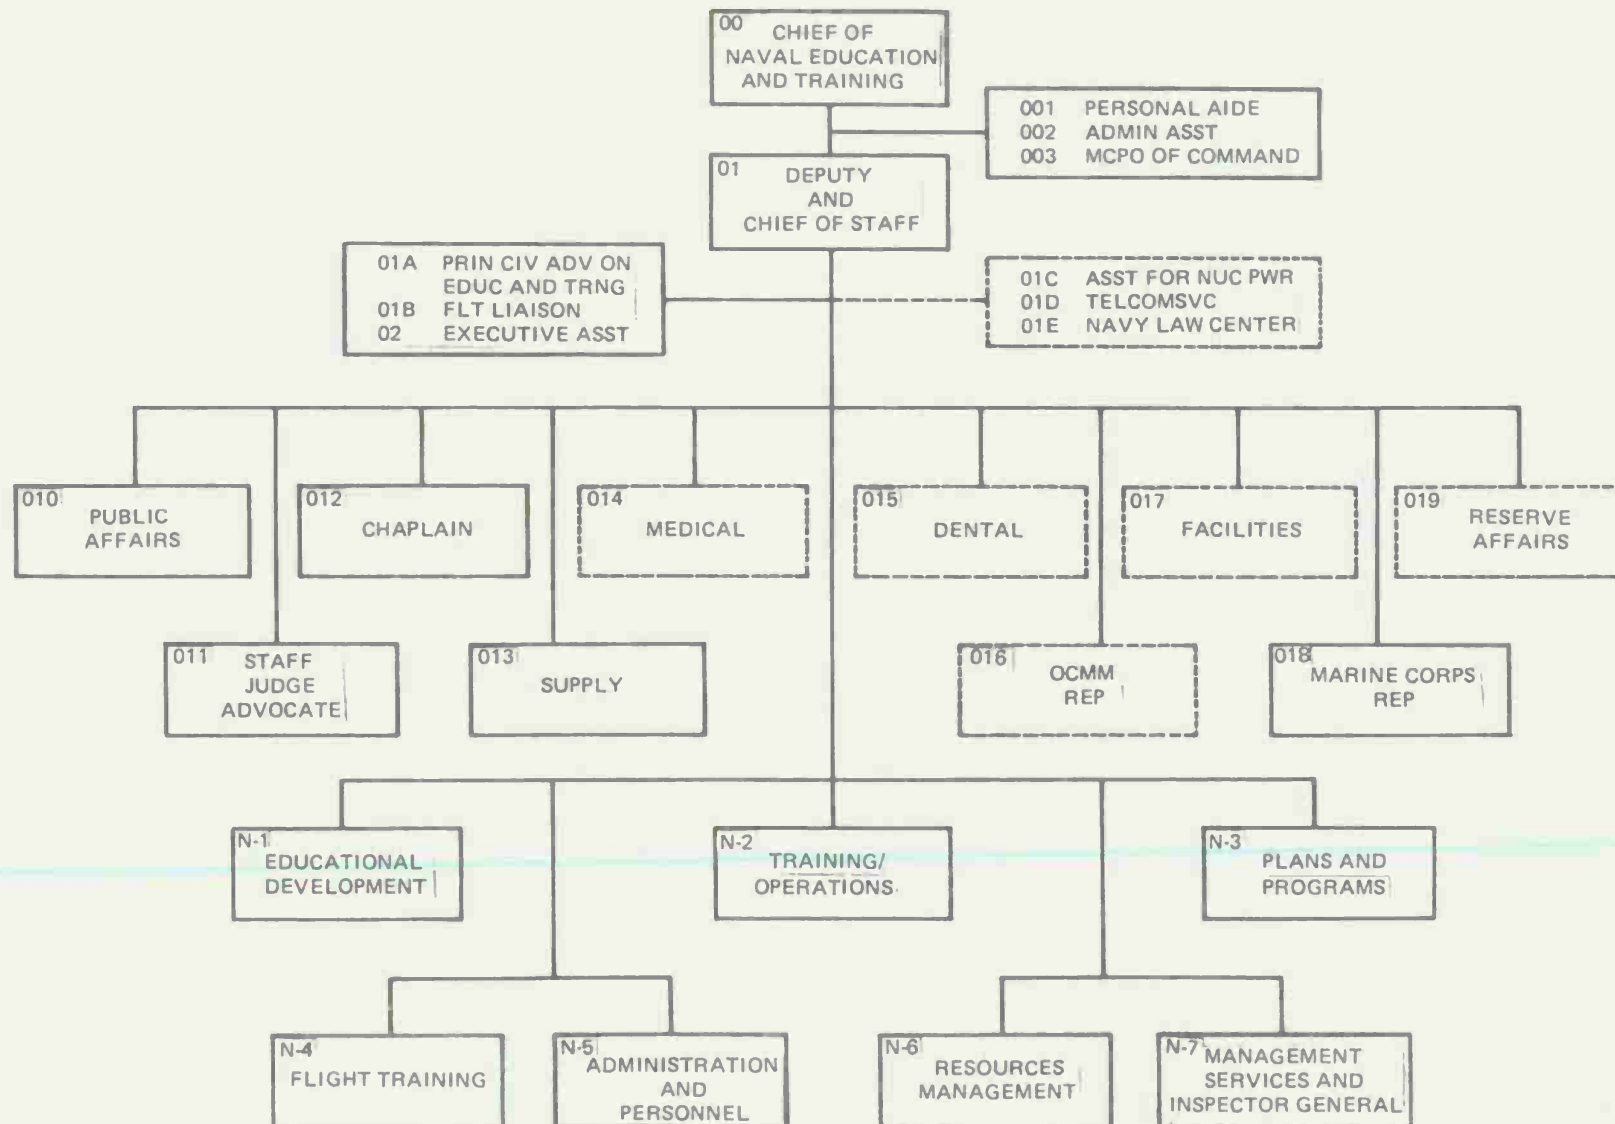 00
CHIEF OF
NAVAL EDUCATION
AND TRAINING
001 PERSONAL AIDE
002 ADMIN ASST
003 MCPO OF COMMAND
01
DEPUTY
AND
CHIEF OF STAFF
01A PRIN CIV ADV ON
EDUC AND TRNG
01B FLT LIAISON
02 EXECUTIVE ASST
01C ASST FOR NUC PWR
01D TELCOMSVC
01E NAVY LAW CENTER
010
PUBLIC
AFFAIRS
012
CHAPLAIN
014
MEDICAL
015
DENTAL
017
FACILITIES
019
RESERVE
AFFAIRS
011
STAFF
JUDGE
ADVOCATE
013
SUPPLY
016
OCMM
REP
018
MARINE CORPS
REP
N-1
EDUCATIONAL
DEVELOPMENT
N-2
TRAINING/
OPERATIONS
N-3
PLANS AND
PROGRAMS
N-4
FLIGHT TRAINING
N-5
ADMINISTRATION
AND
PERSONNEL
N-6
RESOURCES
MANAGEMENT
N-7
MANAGEMENT
SERVICES AND
INSPECTOR GENERAL